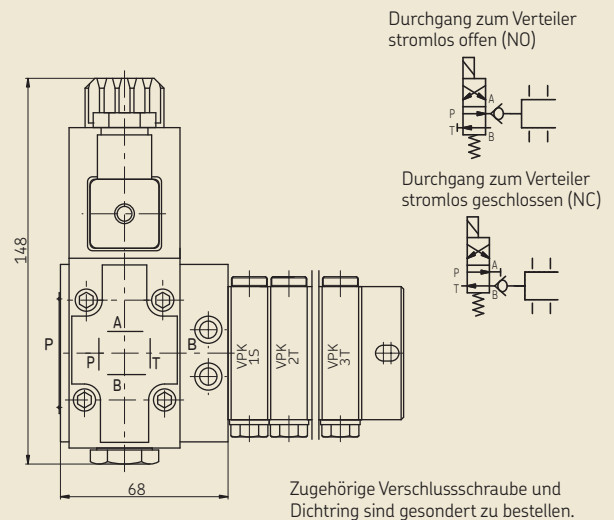 Durchgang zum Verteiler
stromlos offen (NO)
A
P
T
B
Durchgang zum Verteiler
stromlos geschlossen (NC)
A
P
T
B
148
P
A
P
T
B
B
VPK
1S
VPK
2T
VPK
3T
68
Zugehörige Verschlussschraube und
Dichtring sind gesondert zu bestellen.